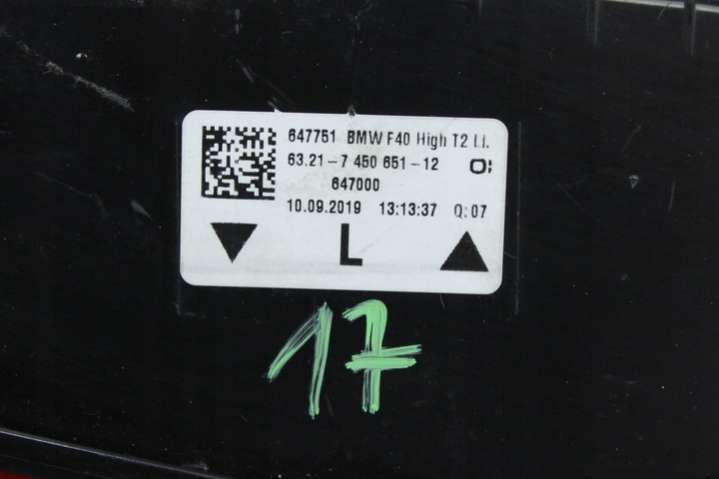 647751 BMW F40 High T2 Li.
63.21-7 450 651-12
647000
10.09.2019 13:13:37 Q:07
L
17